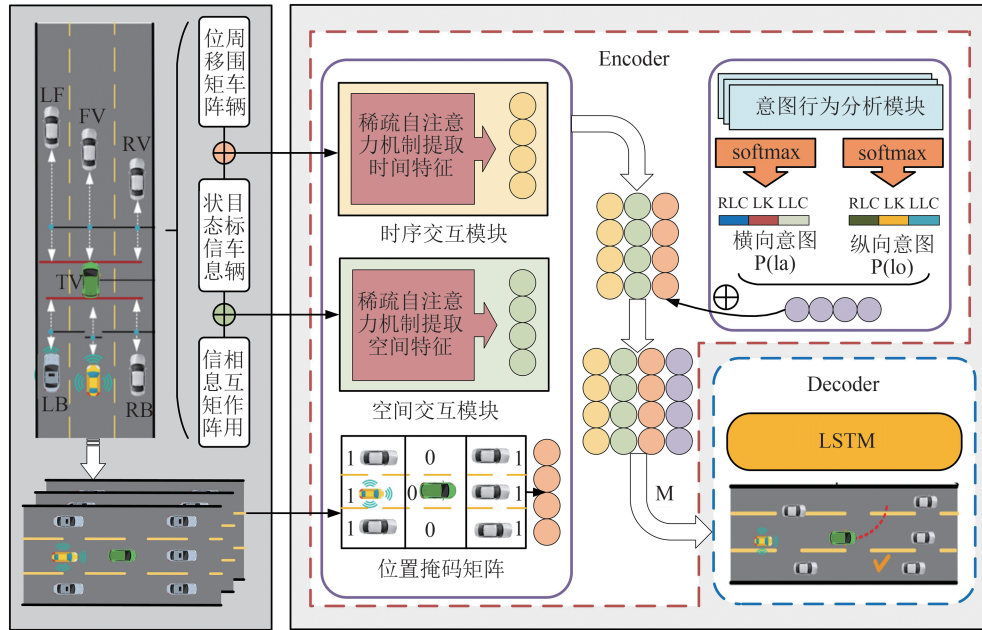 LF
FV
RV
TV
LB
RB
周围车辆
位移矩阵
目标车辆
状态信息
相互作用
信息矩阵
Encoder
稀疏自注意
力机制提取
时间特征
时序交互模块
稀疏自注意
力机制提取
空间特征
空间交互模块
1 0 1
1 0 1
1 0 1
位置掩码矩阵
意图行为分析模块
softmax softmax
RLC LK LLC RLC LK LLC
横向意图 纵向意图
P(la) P(lo)
M
Decoder
LSTM